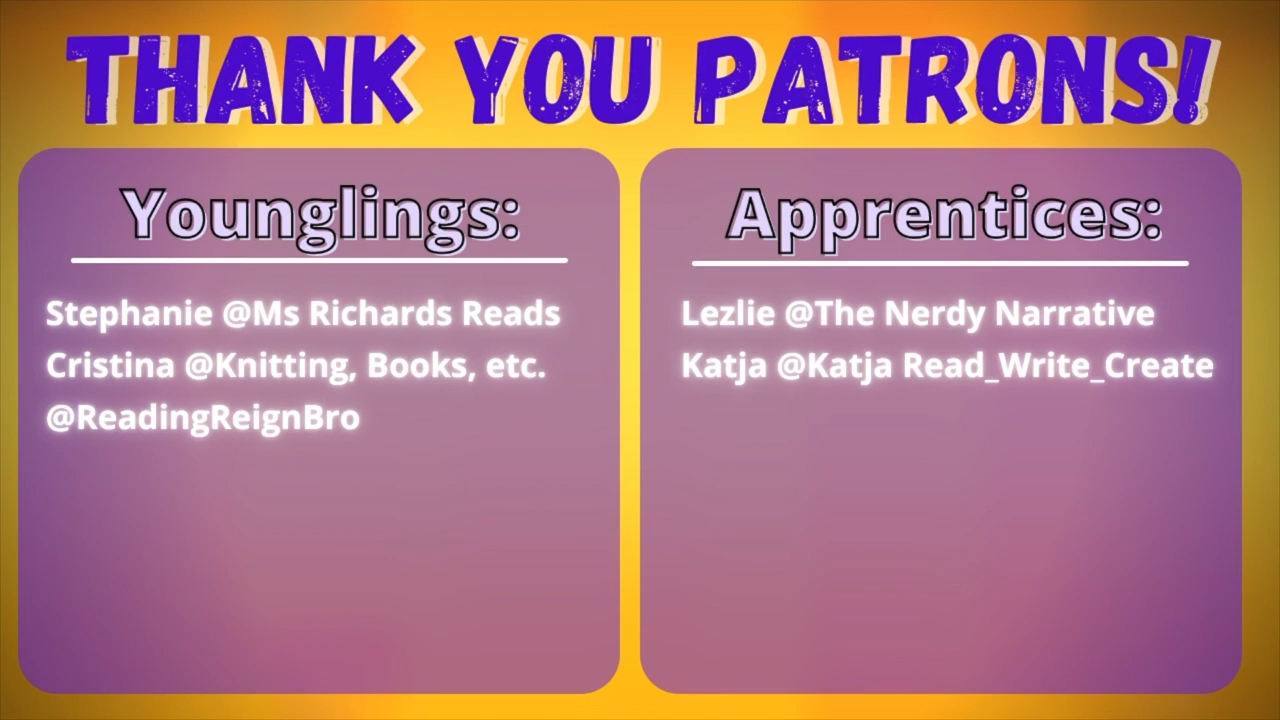 THANK YOU PATRONS!
Younglings:
Stephanie @Ms Richards Reads
Cristina @Knitting, Books, etc.
@ReadingReignBro
Apprentices:
Lezlie @The Nerdy Narrative
Katja @Katja Read_Write_Create